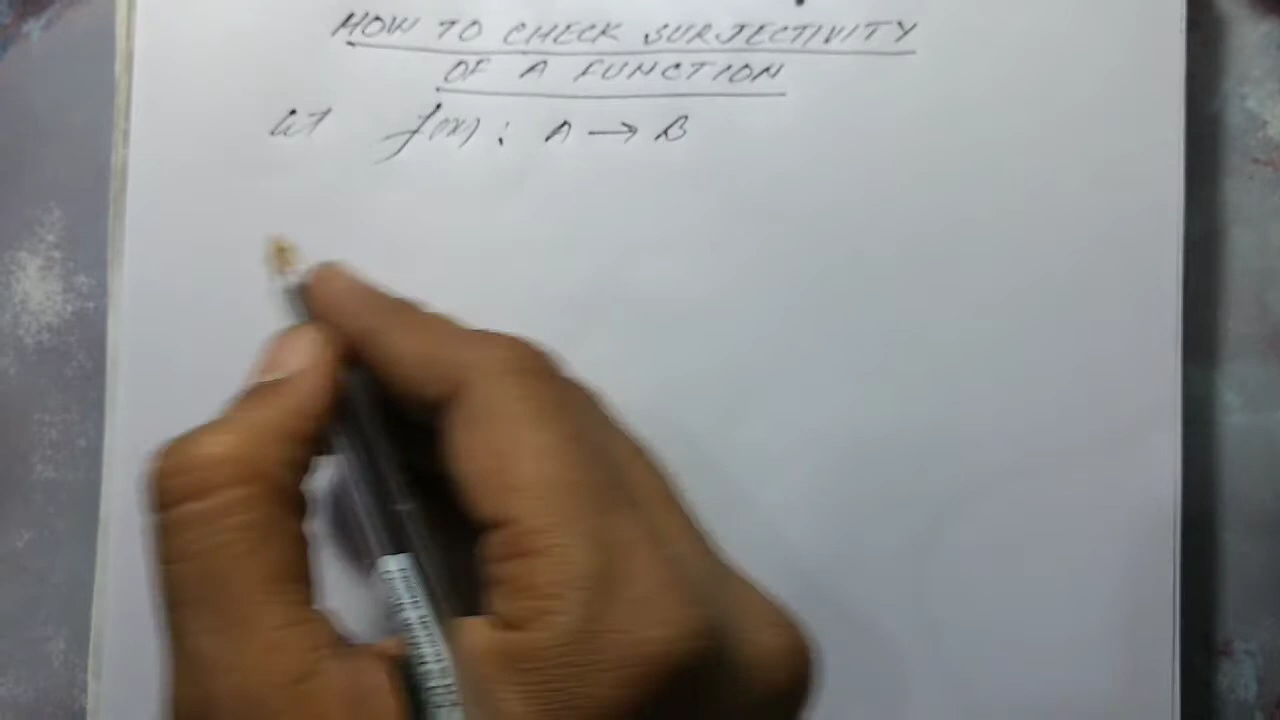 HOW TO CHECK SURJECTIVITY
OF A FUNCTION
let f(x) : A → B